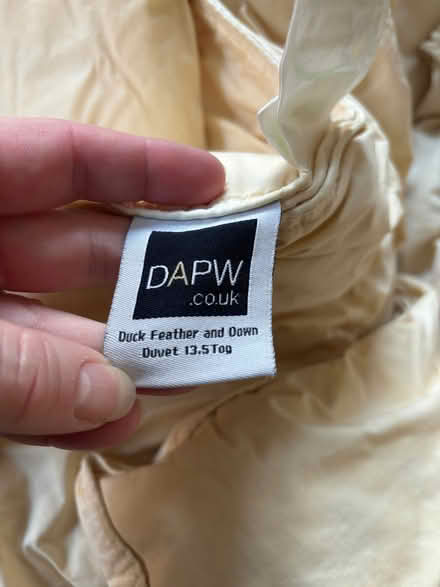 DAPW
.co.uk
Duck Feather and Down
Duvet 13.5Tog